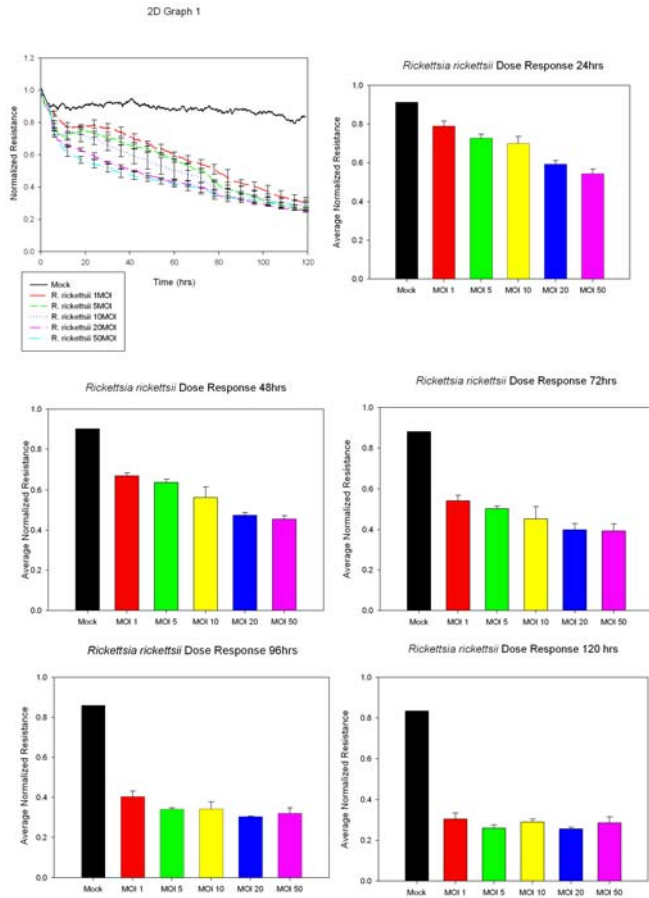 2D Graph 1
Normalized Resistance
1.2
1.0
0.8
0.6
0.4
0.2
0.0
0 20 40 60 80 100 120
Time (hrs)
Mock
R. rickettsii 1MOI
R. rickettsii 5MOI
R. rickettsii 10MOI
R. rickettsii 20MOI
R. rickettsii 50MOI
Rickettsia rickettsii Dose Response 24hrs
Average Normalized Resistance
1.0
0.8
0.6
0.4
0.2
0.0
Mock MOI 1 MOI 5 MOI 10 MOI 20 MOI 50
Rickettsia rickettsii Dose Response 48hrs
Average Normalized Resistance
1.0
0.8
0.6
0.4
0.2
0.0
Mock MOI 1 MOI 5 MOI 10 MOI 20 MOI 50
Rickettsia rickettsii Dose Response 72hrs
Average Normalized Resistance
1.0
0.8
0.6
0.4
0.2
0.0
Mock MOI 1 MOI 5 MOI 10 MOI 20 MOI 50
Rickettsia rickettsii Dose Response 96hrs
Average Normalized Resistance
1.0
0.8
0.6
0.4
0.2
0.0
Mock MOI 1 MOI 5 MOI 10 MOI 20 MOI 50
Rickettsia rickettsii Dose Response 120 hrs
Average Normalized Resistance
1.0
0.8
0.6
0.4
0.2
0.0
Mock MOI 1 MOI 5 MOI 10 MOI 20 MOI 50